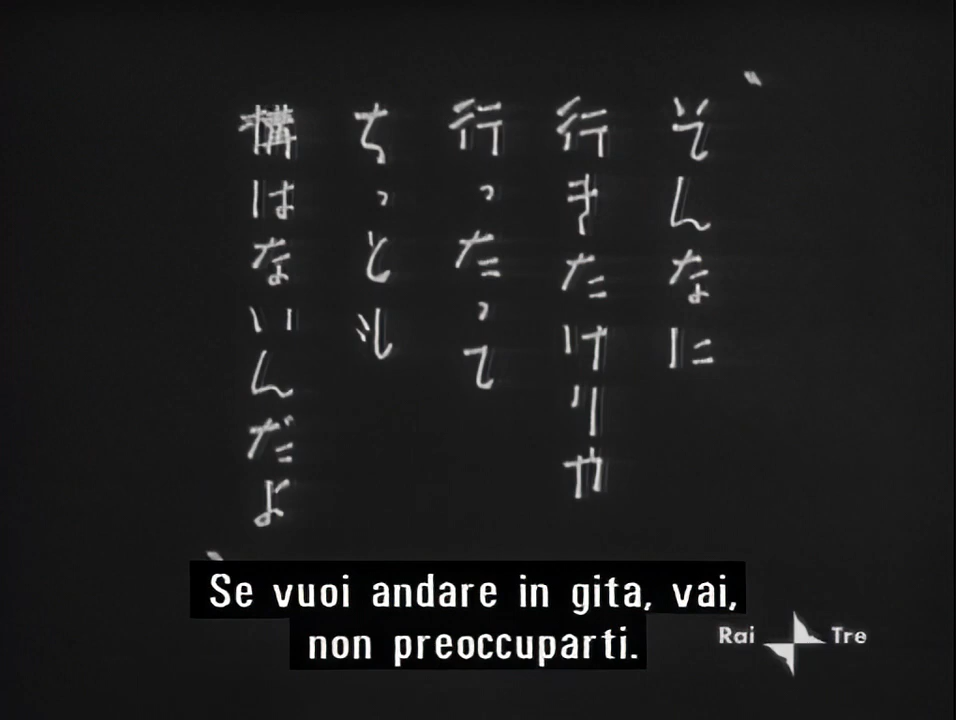 そんなに
行きたけりや
行ったって
ちっとも
構はないんだよ
Se vuoi andare in gita, vai,
non preoccuparti.
Rai Tre